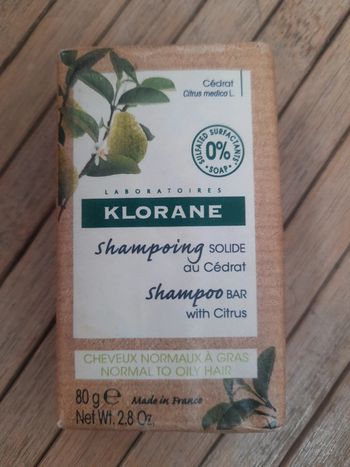 Cédrat
Citrus medica L.
SULFATED SURFACTANTS
0%
• SOAP •
LABORATOIRES
KLORANE
shampoing SOLIDE
au Cédrat
shampoo BAR
with Citrus
CHEVEUX NORMAUX À GRAS
NORMAL TO OILY HAIR
80 g ℮ Made in France
Net Wt. 2.8 Oz.